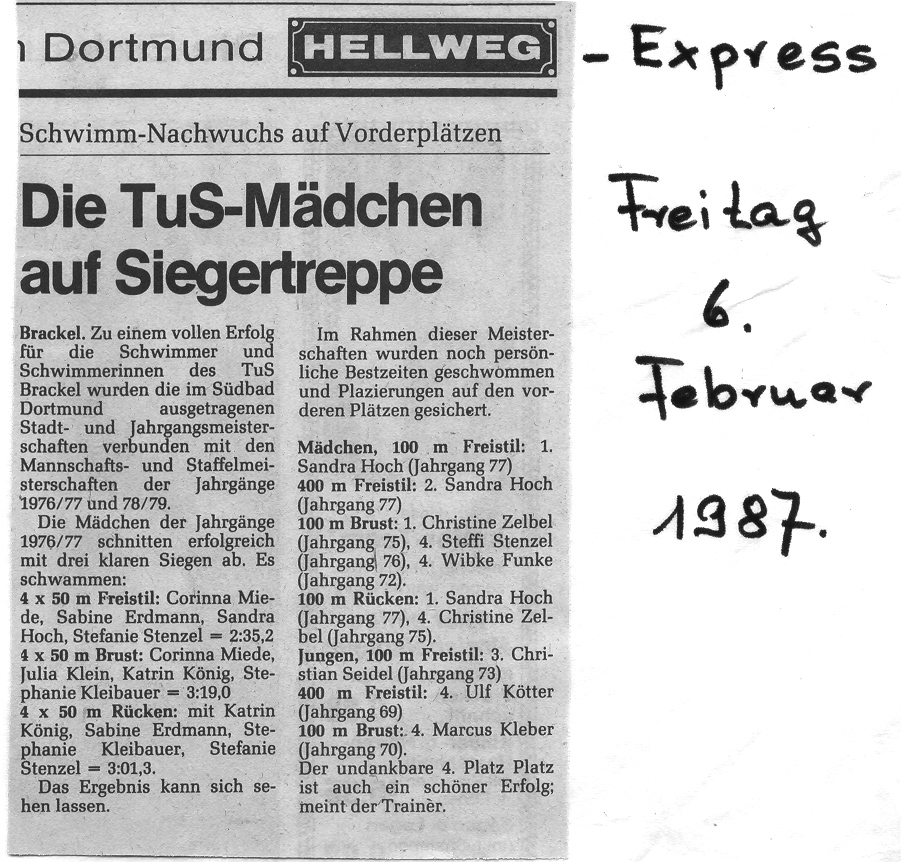 Dortmund HELLWEG
Schwimm-Nachwuchs auf Vorderplätzen
Die TuS-Mädchen
auf Siegertreppe
Brackel. Zu einem vollen Erfolg
für die Schwimmer und
Schwimmerinnen des TuS
Brackel wurden die im Südbad
Dortmund ausgetragenen
Stadt- und Jahrgangsmeister-
schaften verbunden mit den
Mannschafts- und Staffelmei-
sterschaften der Jahrgänge
1976/77 und 78/79.
Die Mädchen der Jahrgänge
1976/77 schnitten erfolgreich
mit drei klaren Siegen ab. Es
schwammen:
4 x 50 m Freistil: Corinna Mie-
de, Sabine Erdmann, Sandra
Hoch, Stefanie Stenzel = 2:35,2
4 x 50 m Brust: Corinna Miede,
Julia Klein, Katrin König, Ste-
phanie Kleibauer = 3:19,0
4 x 50 m Rücken: mit Katrin
König, Sabine Erdmann, Ste-
phanie Kleibauer, Stefanie
Stenzel = 3:01,3.
Das Ergebnis kann sich se-
hen lassen.
Im Rahmen dieser Meister-
schaften wurden noch persön-
liche Bestzeiten geschwommen
und Plazierungen auf den vor-
deren Plätzen gesichert.
Mädchen, 100 m Freistil: 1.
Sandra Hoch (Jahrgang 77)
400 m Freistil: 2. Sandra Hoch
(Jahrgang 77)
100 m Brust: 1. Christine Zelbel
(Jahrgang 75), 4. Steffi Stenzel
(Jahrgang 76), 4. Wibke Funke
(Jahrgang 72).
100 m Rücken: 1. Sandra Hoch
(Jahrgang 77), 4. Christine Zel-
bel (Jahrgang 75).
Jungen, 100 m Freistil: 3. Chri-
stian Seidel (Jahrgang 73)
400 m Freistil: 4. Ulf Kötter
(Jahrgang 69)
100 m Brust: 4. Marcus Kleber
(Jahrgang 70).
Der undankbare 4. Platz Platz
ist auch ein schöner Erfolg;
meint der Trainer.
- Express
Freitag
6.
Februar
1987.